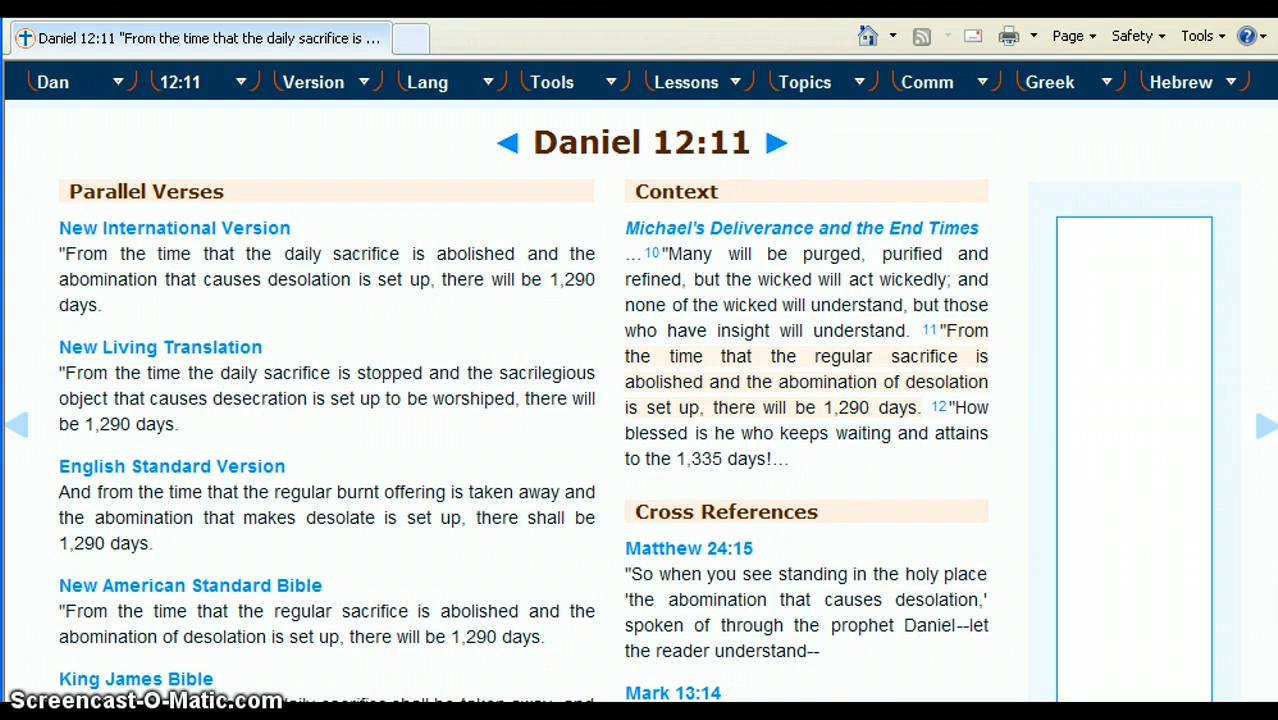 Daniel 12:11 "From the time that the daily sacrifice is ...
Page
Safety
Tools
Dan
12:11
Version
Lang
Tools
Lessons
Topics
Comm
Greek
Hebrew
Daniel 12:11
Parallel Verses
New International Version
"From the time that the daily sacrifice is abolished and the
abomination that causes desolation is set up, there will be 1,290
days.
New Living Translation
"From the time the daily sacrifice is stopped and the sacrilegious
object that causes desecration is set up to be worshiped, there will
be 1,290 days.
English Standard Version
And from the time that the regular burnt offering is taken away and
the abomination that makes desolate is set up, there shall be
1,290 days.
New American Standard Bible
"From the time that the regular sacrifice is abolished and the
abomination of desolation is set up, there will be 1,290 days.
King James Bible
daily sacrifice shall be taken away, and
Context
Michael's Deliverance and the End Times
…10"Many will be purged, purified and
refined, but the wicked will act wickedly; and
none of the wicked will understand, but those
who have insight will understand. 11"From
the time that the regular sacrifice is
abolished and the abomination of desolation
is set up, there will be 1,290 days. 12"How
blessed is he who keeps waiting and attains
to the 1,335 days!…
Cross References
Matthew 24:15
"So when you see standing in the holy place
'the abomination that causes desolation,'
spoken of through the prophet Daniel--let
the reader understand--
Mark 13:14
Screencast-O-Matic.com